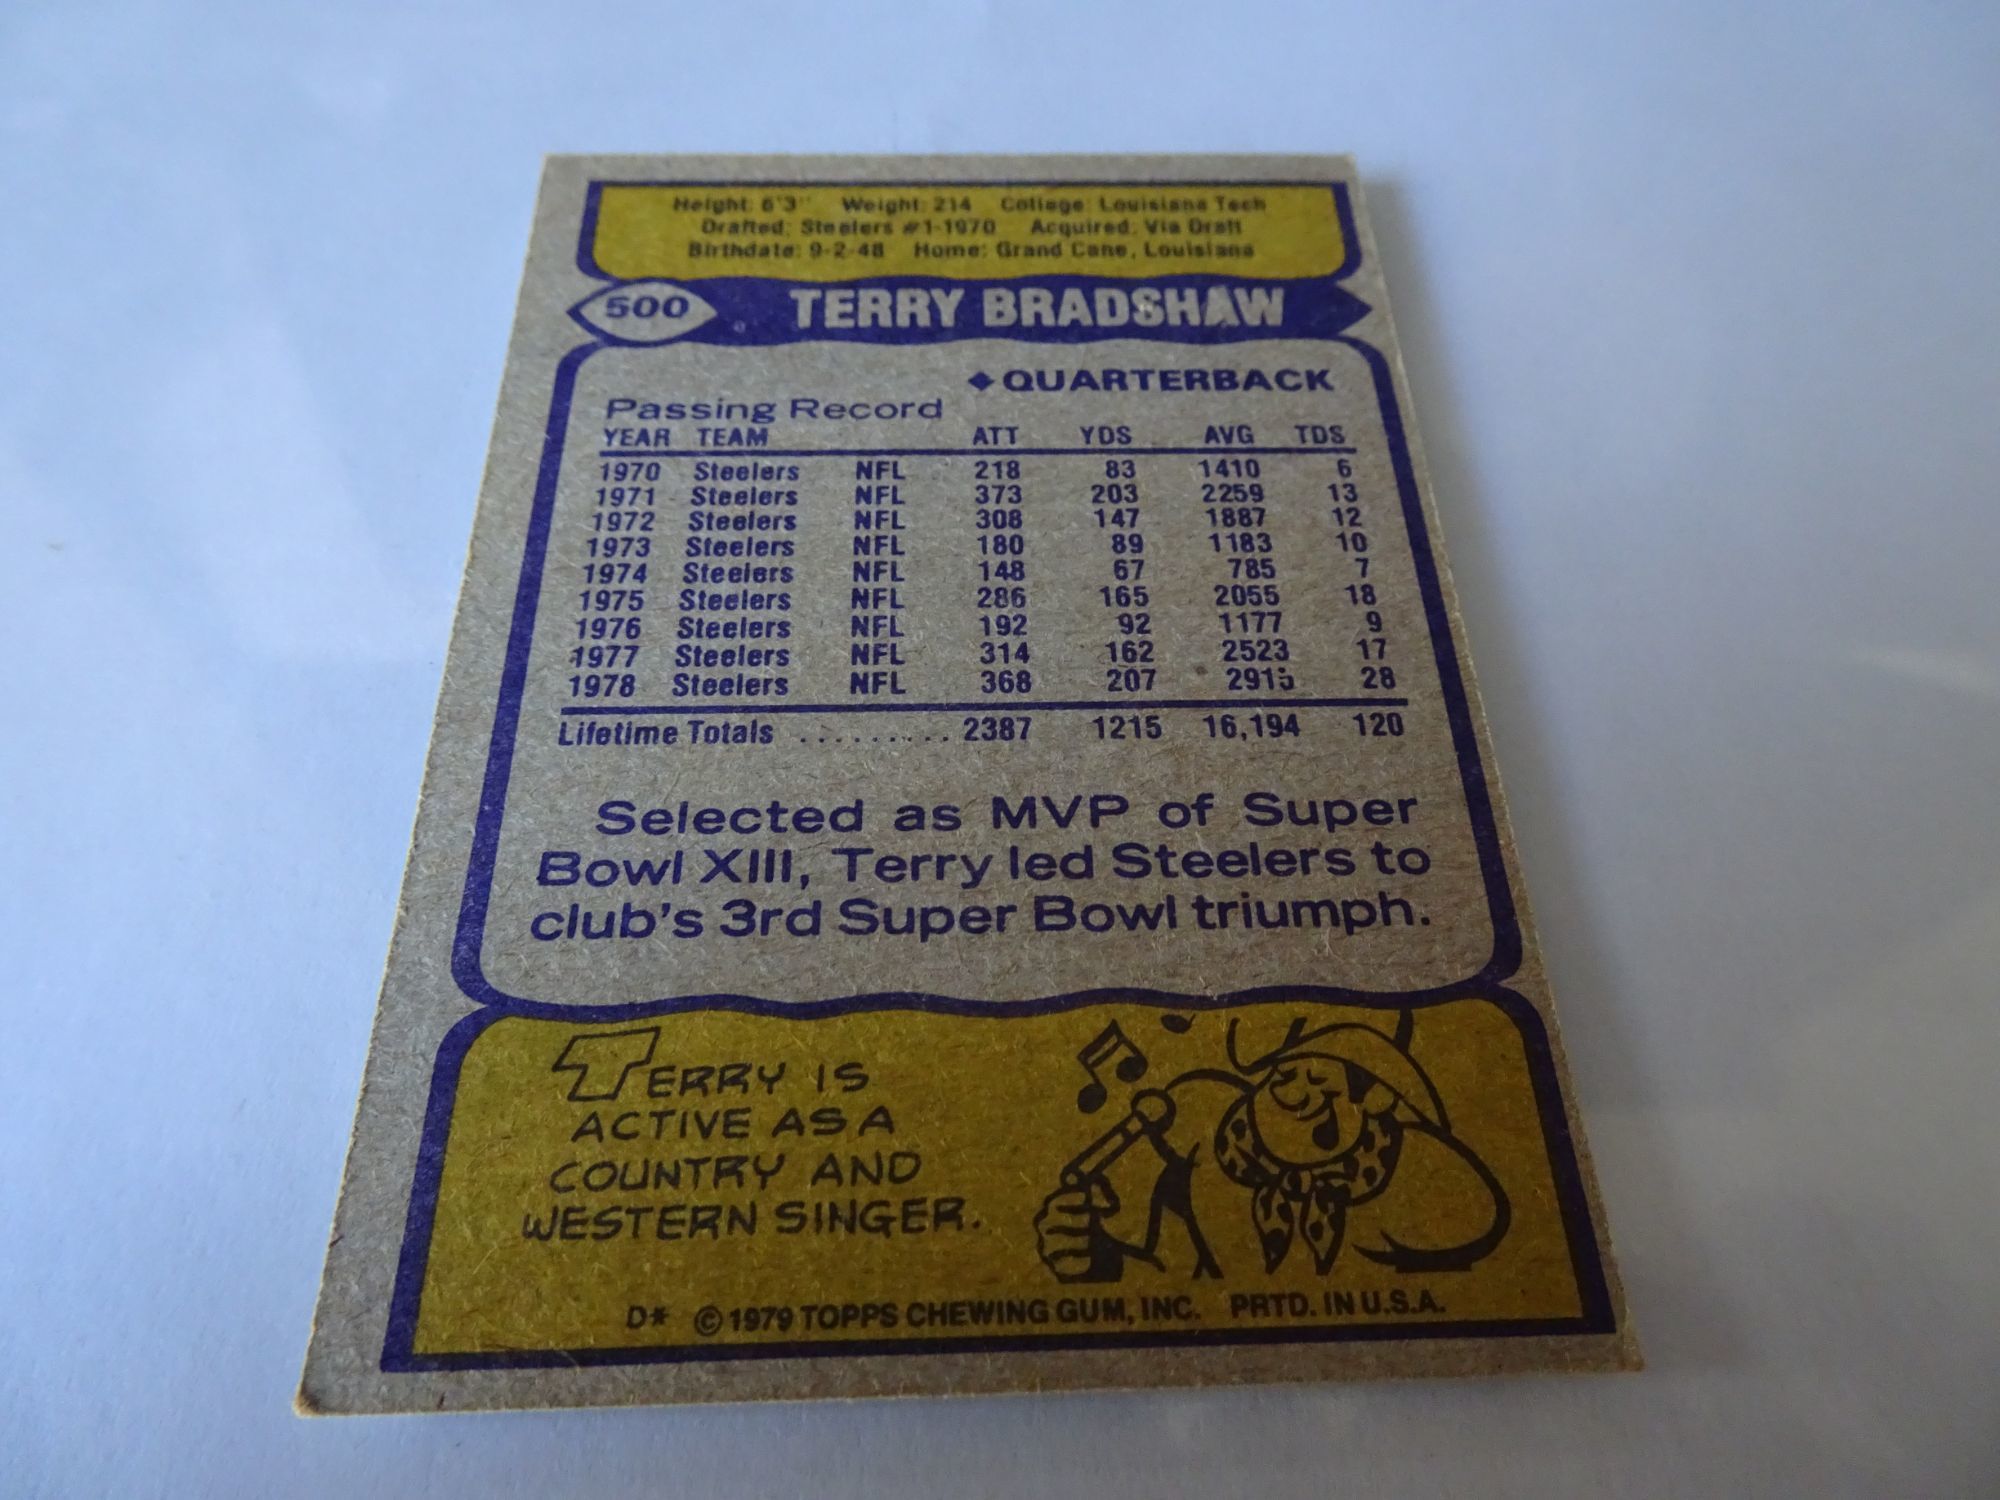 Height: 6'3" Weight: 214 College: Louisiana Tech
Drafted: Steelers #1-1970 Acquired: Via Draft
Birthdate: 9-2-48 Home: Grand Cane, Louisiana
500 TERRY BRADSHAW
◆QUARTERBACK
Passing Record
YEAR TEAM ATT YDS AVG TDS
1970 Steelers NFL 218 83 1410 6
1971 Steelers NFL 373 203 2259 13
1972 Steelers NFL 308 147 1887 12
1973 Steelers NFL 180 89 1183 10
1974 Steelers NFL 148 67 785 7
1975 Steelers NFL 286 165 2055 18
1976 Steelers NFL 192 92 1177 9
1977 Steelers NFL 314 162 2523 17
1978 Steelers NFL 368 207 2915 28
Lifetime Totals .......... 2387 1215 16,194 120
Selected as MVP of Super
Bowl XIII, Terry led Steelers to
club's 3rd Super Bowl triumph.
TERRY IS
ACTIVE AS A
COUNTRY AND
WESTERN SINGER.
D* © 1979 TOPPS CHEWING GUM, INC. PRTD. IN U.S.A.